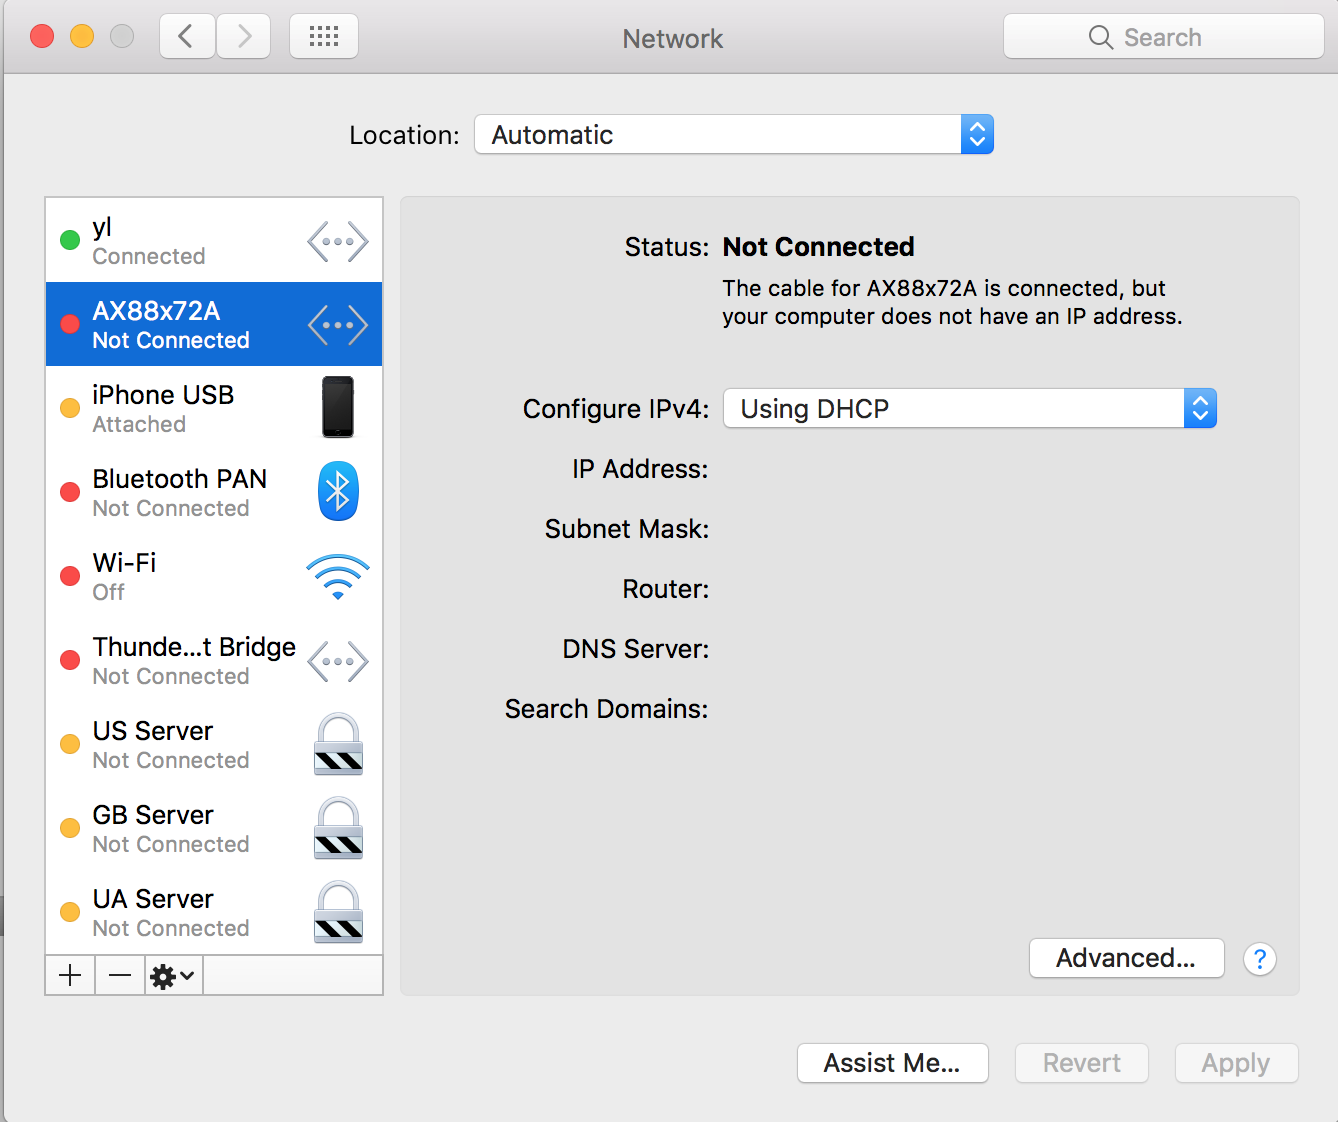 Network
Search
Location: Automatic
yl
Connected
AX88x72A
Not Connected
iPhone USB
Attached
Bluetooth PAN
Not Connected
Wi-Fi
Off
Thunde...t Bridge
Not Connected
US Server
Not Connected
GB Server
Not Connected
UA Server
Not Connected
Status: Not Connected
The cable for AX88x72A is connected, but
your computer does not have an IP address.
Configure IPv4: Using DHCP
IP Address:
Subnet Mask:
Router:
DNS Server:
Search Domains:
Advanced... ?
Assist Me... Revert Apply